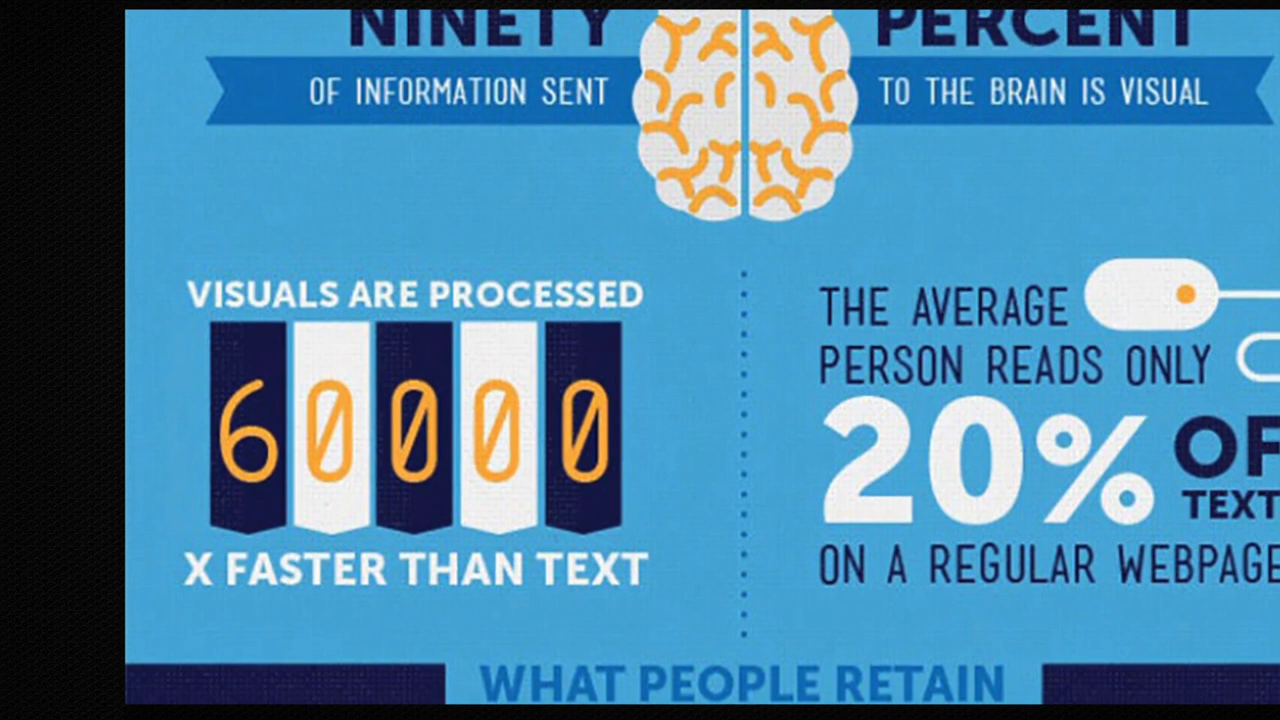 NINETY PERCENT
OF INFORMATION SENT TO THE BRAIN IS VISUAL
VISUALS ARE PROCESSED
60000
X FASTER THAN TEXT
THE AVERAGE
PERSON READS ONLY
20% OF
TEXT
ON A REGULAR WEBPAGE
WHAT PEOPLE RETAIN